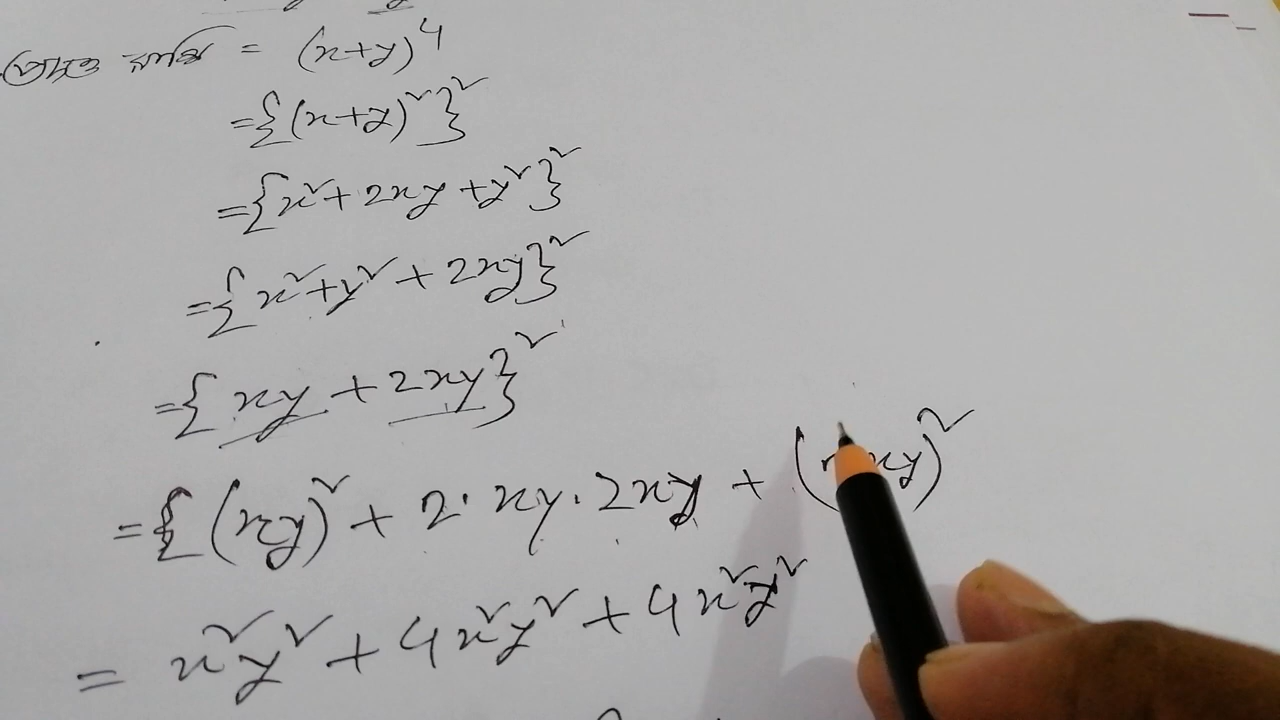 প্রদত্ত রাশি = (x+y)⁴
={(x+y)²}²
={x²+2xy+y²}²
={x²+y²+2xy}²
={xy+2xy}²
={(xy)²+2·xy·2xy+(xy)²
= x²y²+4x²y²+4x²y²